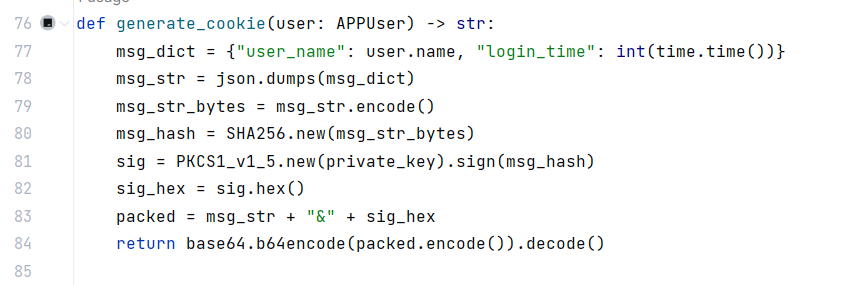 76 def generate_cookie(user: APPUser) -> str:
77 msg_dict = {"user_name": user.name, "login_time": int(time.time())}
78 msg_str = json.dumps(msg_dict)
79 msg_str_bytes = msg_str.encode()
80 msg_hash = SHA256.new(msg_str_bytes)
81 sig = PKCS1_v1_5.new(private_key).sign(msg_hash)
82 sig_hex = sig.hex()
83 packed = msg_str + "&" + sig_hex
84 return base64.b64encode(packed.encode()).decode()
85